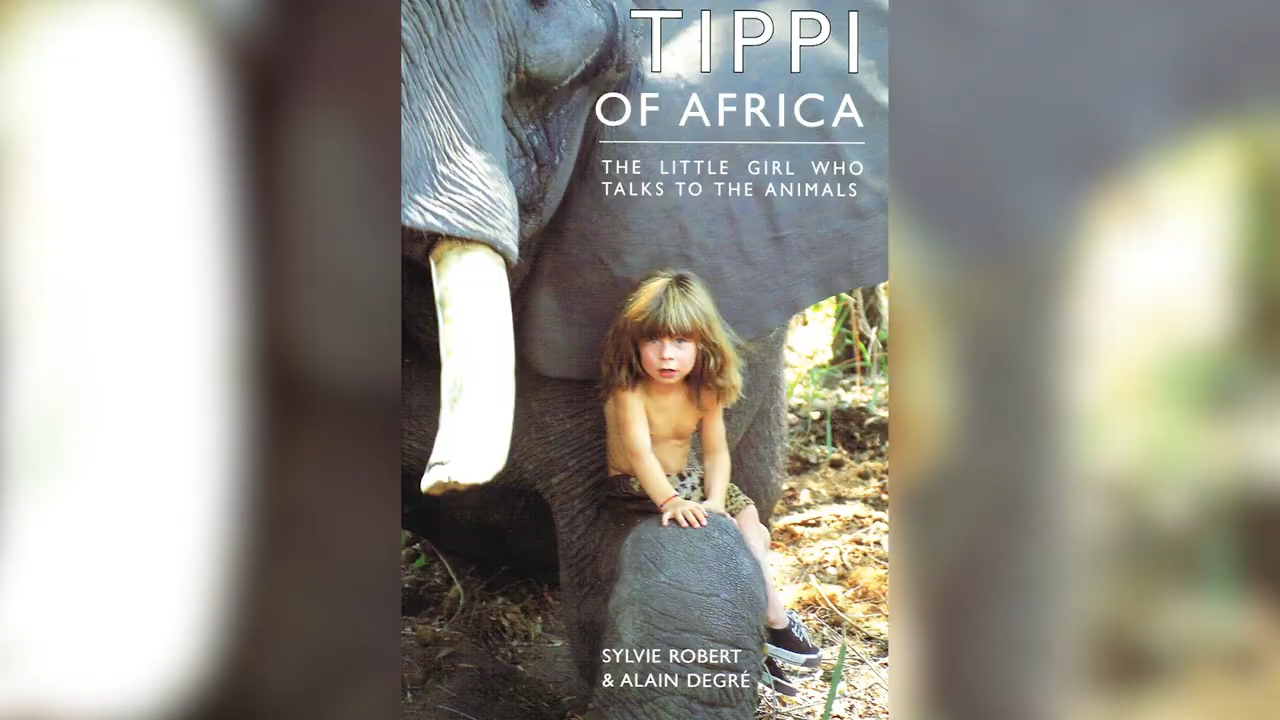 TIPPI
OF AFRICA
THE LITTLE GIRL WHO
TALKS TO THE ANIMALS
SYLVIE ROBERT
& ALAIN DEGRÉ